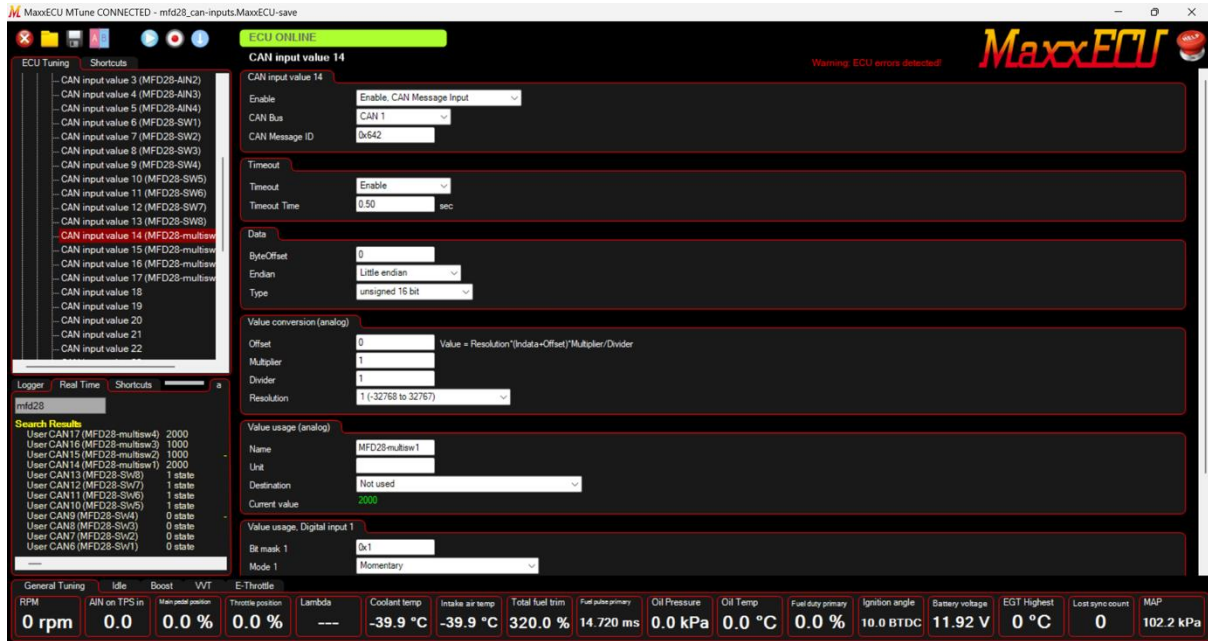 MaxxECU MTune CONNECTED - mfd28_can-inputs.MaxxECU-save
ECU ONLINE
MaxxECU
HELP
ECU Tuning Shortcuts
CAN input value 14
Warning: ECU errors detected!
CAN input value 3 (MFD28-AIN2)
CAN input value 4 (MFD28-AIN3)
CAN input value 5 (MFD28-AIN4)
CAN input value 6 (MFD28-SW1)
CAN input value 7 (MFD28-SW2)
CAN input value 8 (MFD28-SW3)
CAN input value 9 (MFD28-SW4)
CAN input value 10 (MFD28-SW5)
CAN input value 11 (MFD28-SW6)
CAN input value 12 (MFD28-SW7)
CAN input value 13 (MFD28-SW8)
CAN input value 14 (MFD28-multisw
CAN input value 15 (MFD28-multisw
CAN input value 16 (MFD28-multisw
CAN input value 17 (MFD28-multisw
CAN input value 18
CAN input value 19
CAN input value 20
CAN input value 21
CAN input value 22
CAN input value 14
Enable Enable, CAN Message Input
CAN Bus CAN 1
CAN Message ID 0x642
Timeout
Timeout Enable
Timeout Time 0.50 sec
Data
ByteOffset 0
Endian Little endian
Type unsigned 16 bit
Value conversion (analog)
Offset 0 Value = Resolution*(Indata+Offset)*Multiplier/Divider
Multiplier 1
Divider 1
Resolution 1 (-32768 to 32767)
Value usage (analog)
Name MFD28-multisw1
Unit
Destination Not used
Current value 2000
Value usage, Digital input 1
Bit mask 1 0x1
Mode 1 Momentary
Logger Real Time Shortcuts a
mfd28
Search Results
User CAN17 (MFD28-multisw4) 2000
User CAN16 (MFD28-multisw3) 1000
User CAN15 (MFD28-multisw2) 1000
User CAN14 (MFD28-multisw1) 2000
User CAN13 (MFD28-SW8) 1 state
User CAN12 (MFD28-SW7) 1 state
User CAN11 (MFD28-SW6) 1 state
User CAN10 (MFD28-SW5) 1 state
User CAN9 (MFD28-SW4) 0 state
User CAN8 (MFD28-SW3) 0 state
User CAN7 (MFD28-SW2) 0 state
User CAN6 (MFD28-SW1) 0 state
General Tuning Idle Boost VVT E-Throttle
RPM AIN on TPS in Main pedal position Throttle position Lambda Coolant temp Intake air temp Total fuel trim Fuel pulse primary Oil Pressure Oil Temp Fuel duty primary Ignition angle Battery voltage EGT Highest Lost sync count MAP
0 rpm 0.0 0.0 % 0.0 % --- -39.9 °C -39.9 °C 320.0 % 14.720 ms 0.0 kPa 0.0 °C 0.0 % 10.0 BTDC 11.92 V 0 °C 0 102.2 kPa